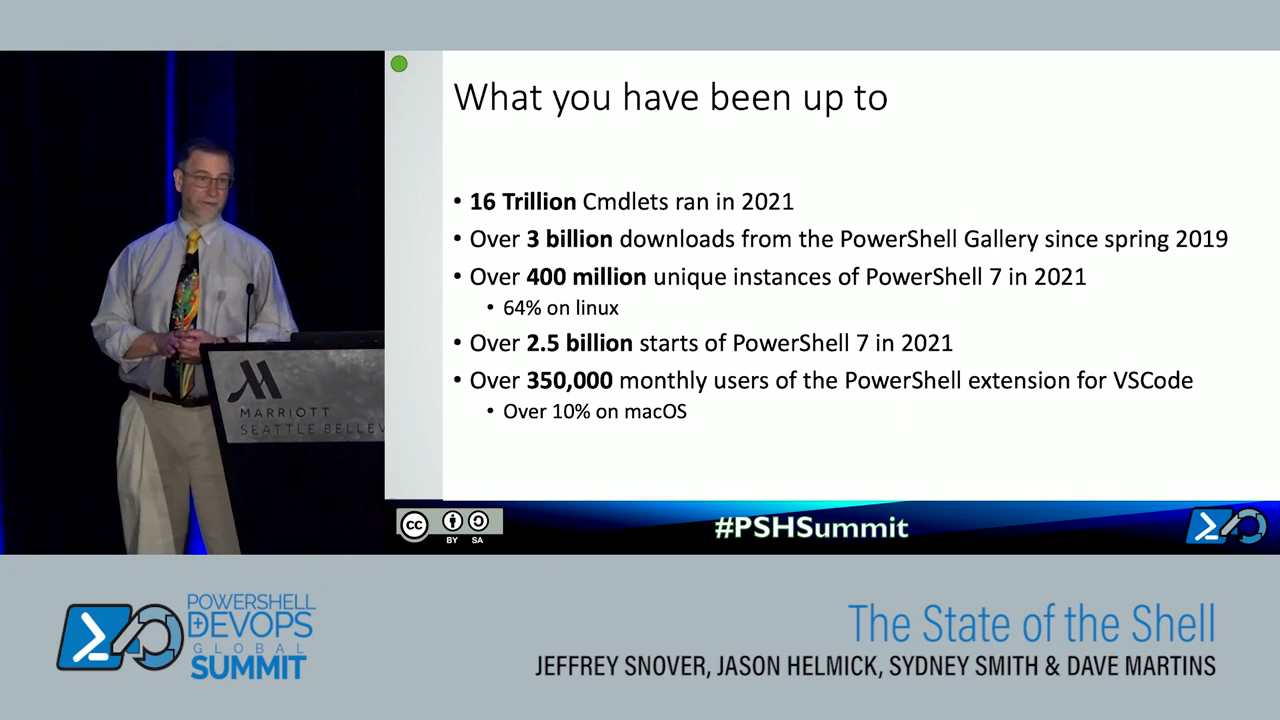 What you have been up to
• 16 Trillion Cmdlets ran in 2021
• Over 3 billion downloads from the PowerShell Gallery since spring 2019
• Over 400 million unique instances of PowerShell 7 in 2021
• 64% on linux
• Over 2.5 billion starts of PowerShell 7 in 2021
• Over 350,000 monthly users of the PowerShell extension for VSCode
• Over 10% on macOS
MARRIOTT
SEATTLE BELLEV
cc
BY SA
#PSHSummit
POWERSHELL
DEVOPS
GLOBAL
SUMMIT
The State of the Shell
JEFFREY SNOVER, JASON HELMICK, SYDNEY SMITH & DAVE MARTINS